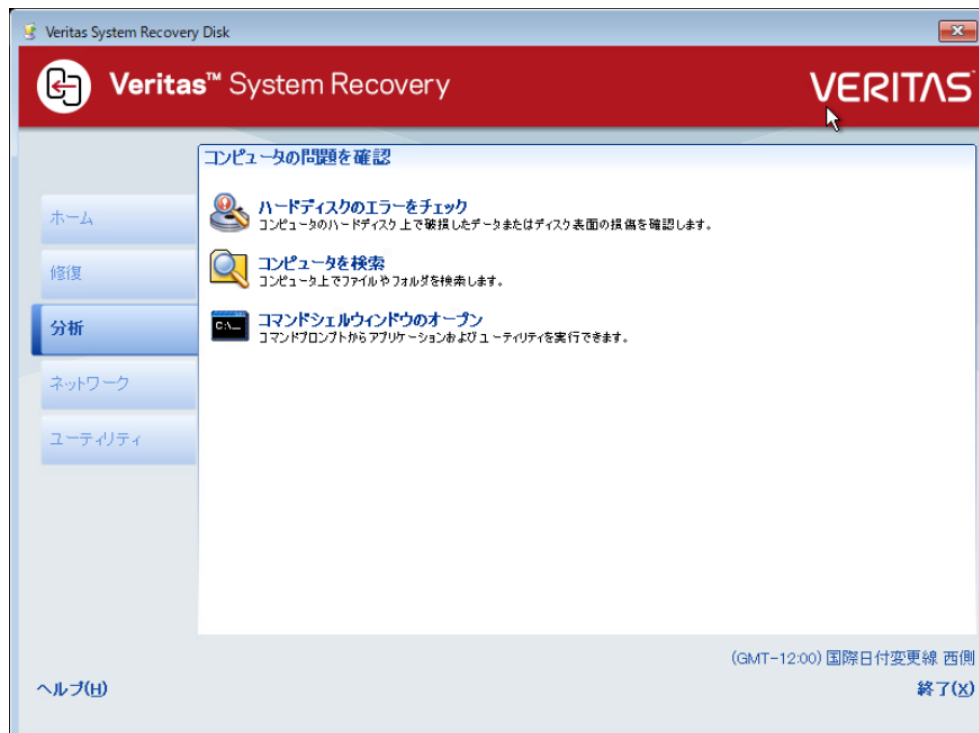 Veritas System Recovery Disk
Veritas™ System Recovery
VERITAS
コンピュータの問題を確認
ホーム
修復
分析
ネットワーク
ユーティリティ
ハードディスクのエラーをチェック
コンピュータのハードディスク上で破損したデータまたはディスク表面の損傷を確認します。
コンピュータを検索
コンピュータ上でファイルやフォルダを検索します。
C:\_
コマンドシェルウィンドウのオープン
コマンドプロンプトからアプリケーションおよびユーティリティを実行できます。
(GMT-12:00) 国際日付変更線 西側
ヘルプ(H)
終了(X)